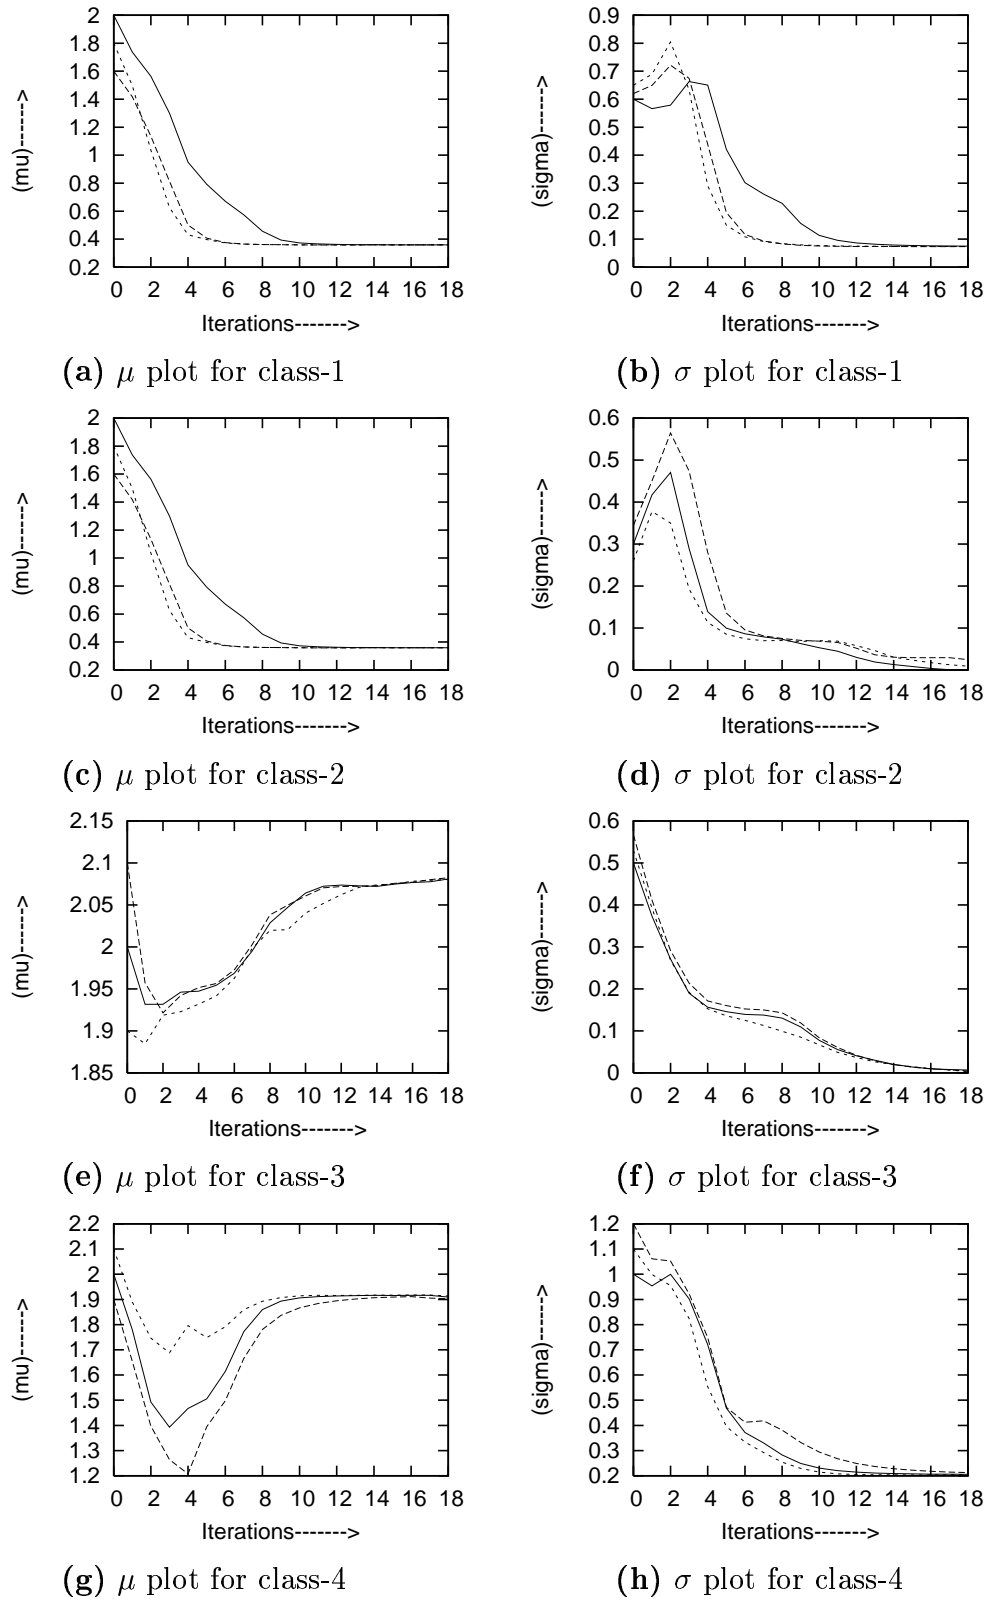 2
1.8
1.6
1.4
1.2
1
0.8
0.6
0.4
0.2
(mu)------>
0 2 4 6 8 10 12 14 16 18
Iterations------->
(a) μ plot for class-1
0.9
0.8
0.7
0.6
0.5
0.4
0.3
0.2
0.1
0
(sigma)------>
0 2 4 6 8 10 12 14 16 18
Iterations------->
(b) σ plot for class-1
2
1.8
1.6
1.4
1.2
1
0.8
0.6
0.4
0.2
(mu)------>
0 2 4 6 8 10 12 14 16 18
Iterations------->
(c) μ plot for class-2
0.6
0.5
0.4
0.3
0.2
0.1
0
(sigma)------>
0 2 4 6 8 10 12 14 16 18
Iterations------->
(d) σ plot for class-2
2.15
2.1
2.05
2
1.95
1.9
1.85
(mu)------>
0 2 4 6 8 10 12 14 16 18
Iterations------->
(e) μ plot for class-3
0.6
0.5
0.4
0.3
0.2
0.1
0
(sigma)------>
0 2 4 6 8 10 12 14 16 18
Iterations------->
(f) σ plot for class-3
2.2
2.1
2
1.9
1.8
1.7
1.6
1.5
1.4
1.3
1.2
(mu)------>
0 2 4 6 8 10 12 14 16 18
Iterations------->
(g) μ plot for class-4
1.2
1.1
1
0.9
0.8
0.7
0.6
0.5
0.4
0.3
0.2
(sigma)------>
0 2 4 6 8 10 12 14 16 18
Iterations------->
(h) σ plot for class-4